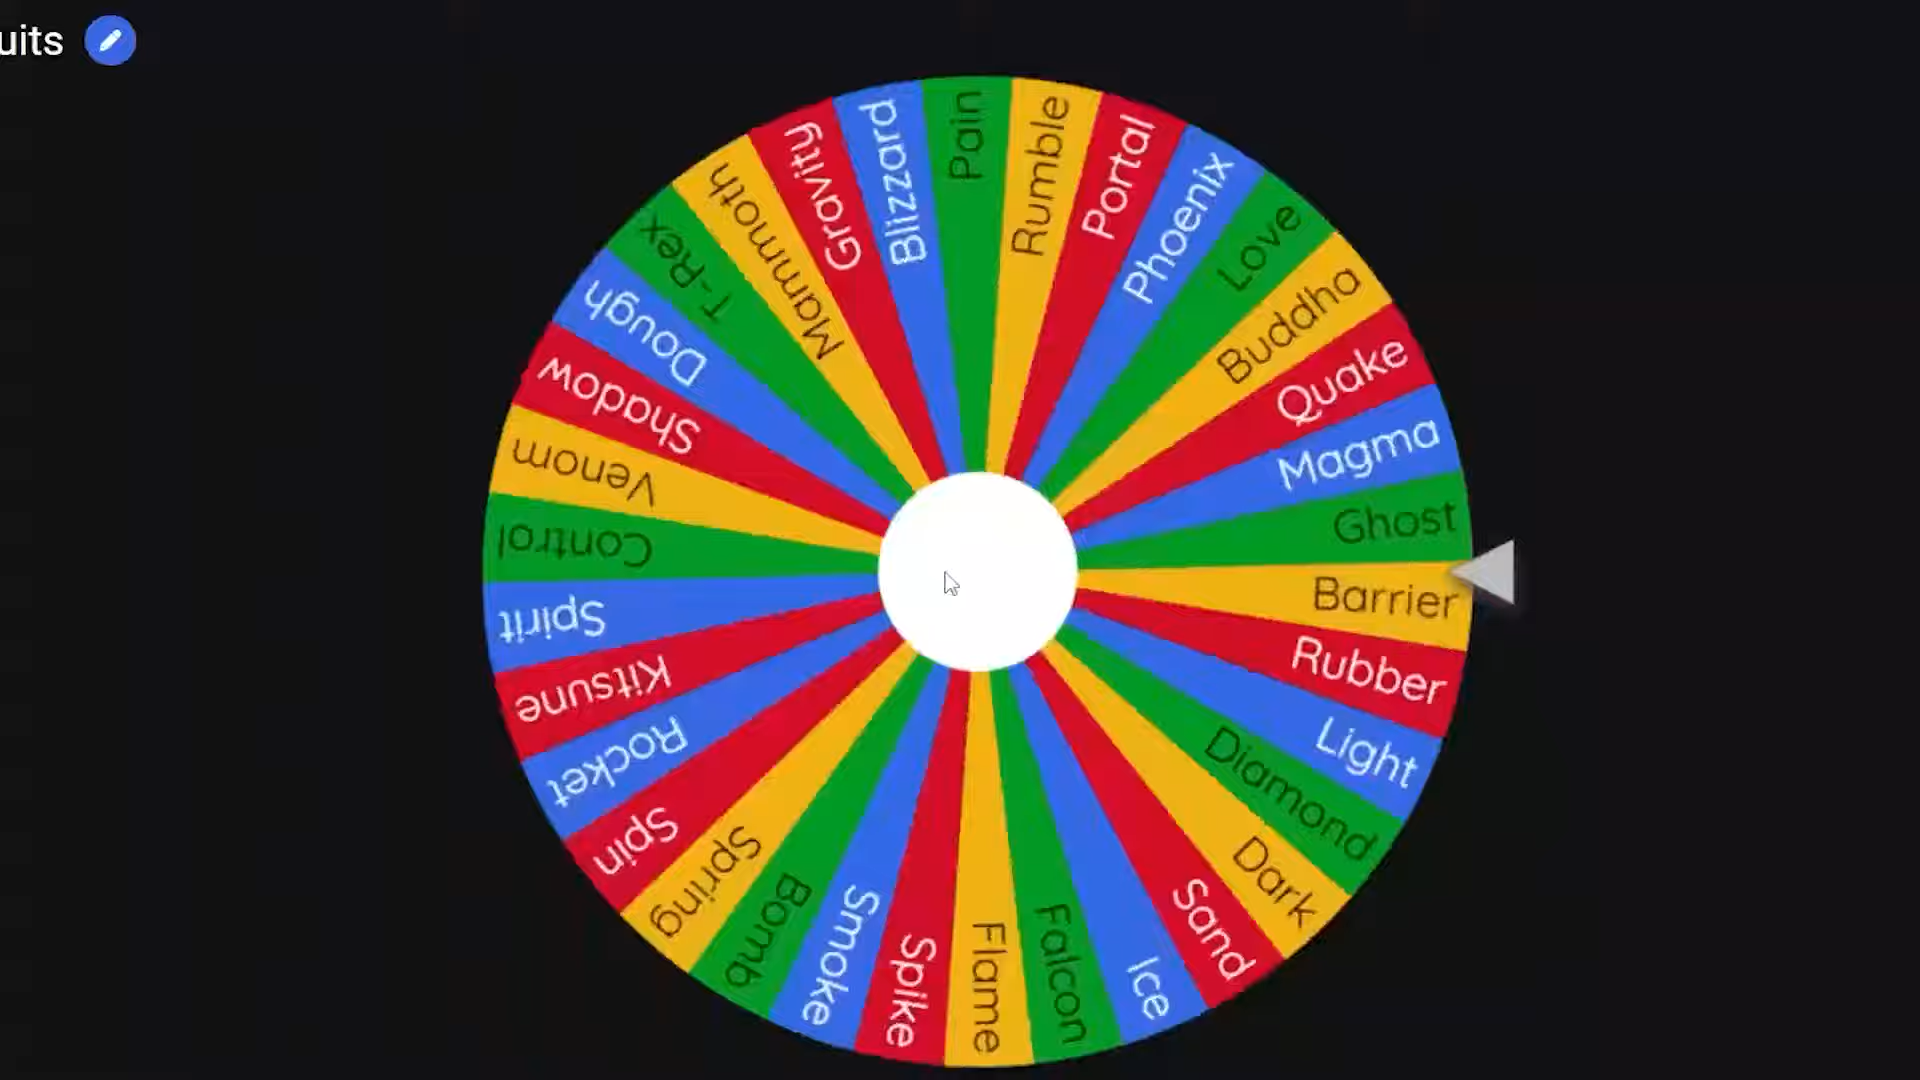 uits
Pain
Rumble
Portal
Phoenix
Love
Buddha
Quake
Magma
Ghost
Barrier
Rubber
Light
Diamond
Dark
Sand
Ice
Falcon
Flame
Spike
Smoke
Bomb
Spring
Spin
Rocket
Kitsune
Spirit
Control
Venom
Shadow
Dough
T-Rex
Mammoth
Gravity
Blizzard